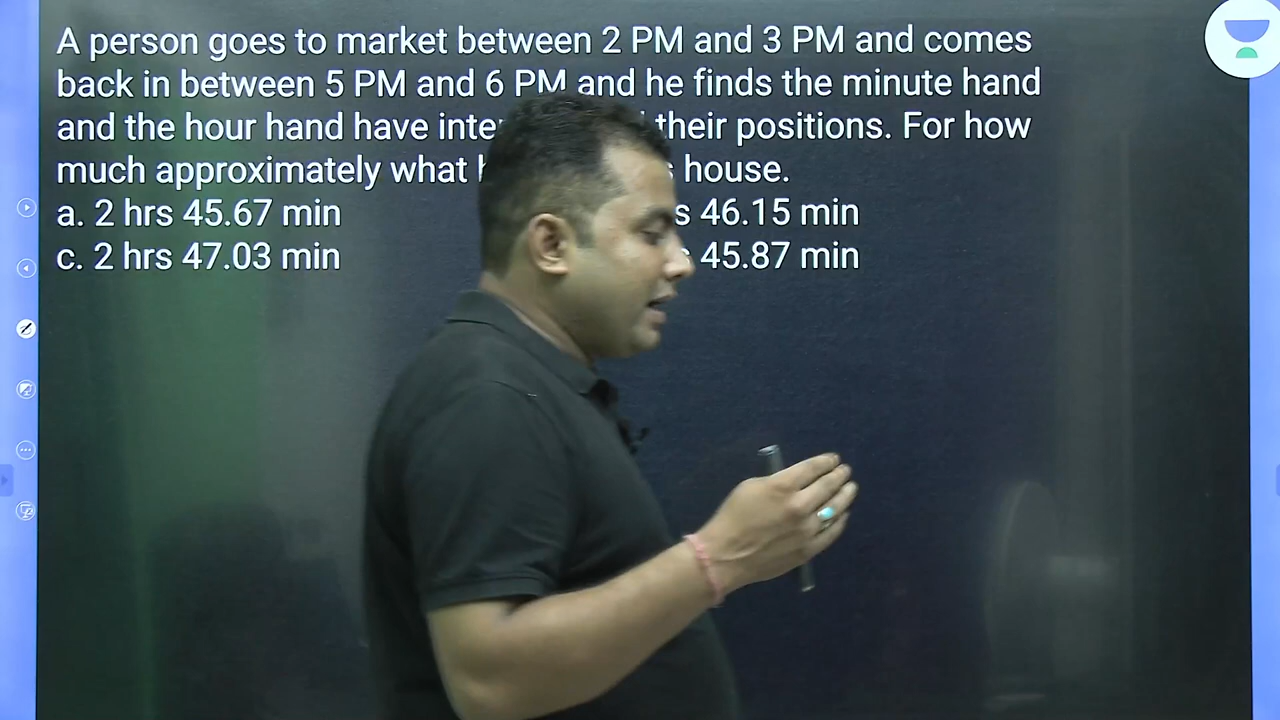 A person goes to market between 2 PM and 3 PM and comes
back in between 5 PM and 6 PM and he finds the minute hand
and the hour hand have their positions. For how
much approximately what house.
a. 2 hrs 45.67 min 46.15 min
c. 2 hrs 47.03 min 45.87 min